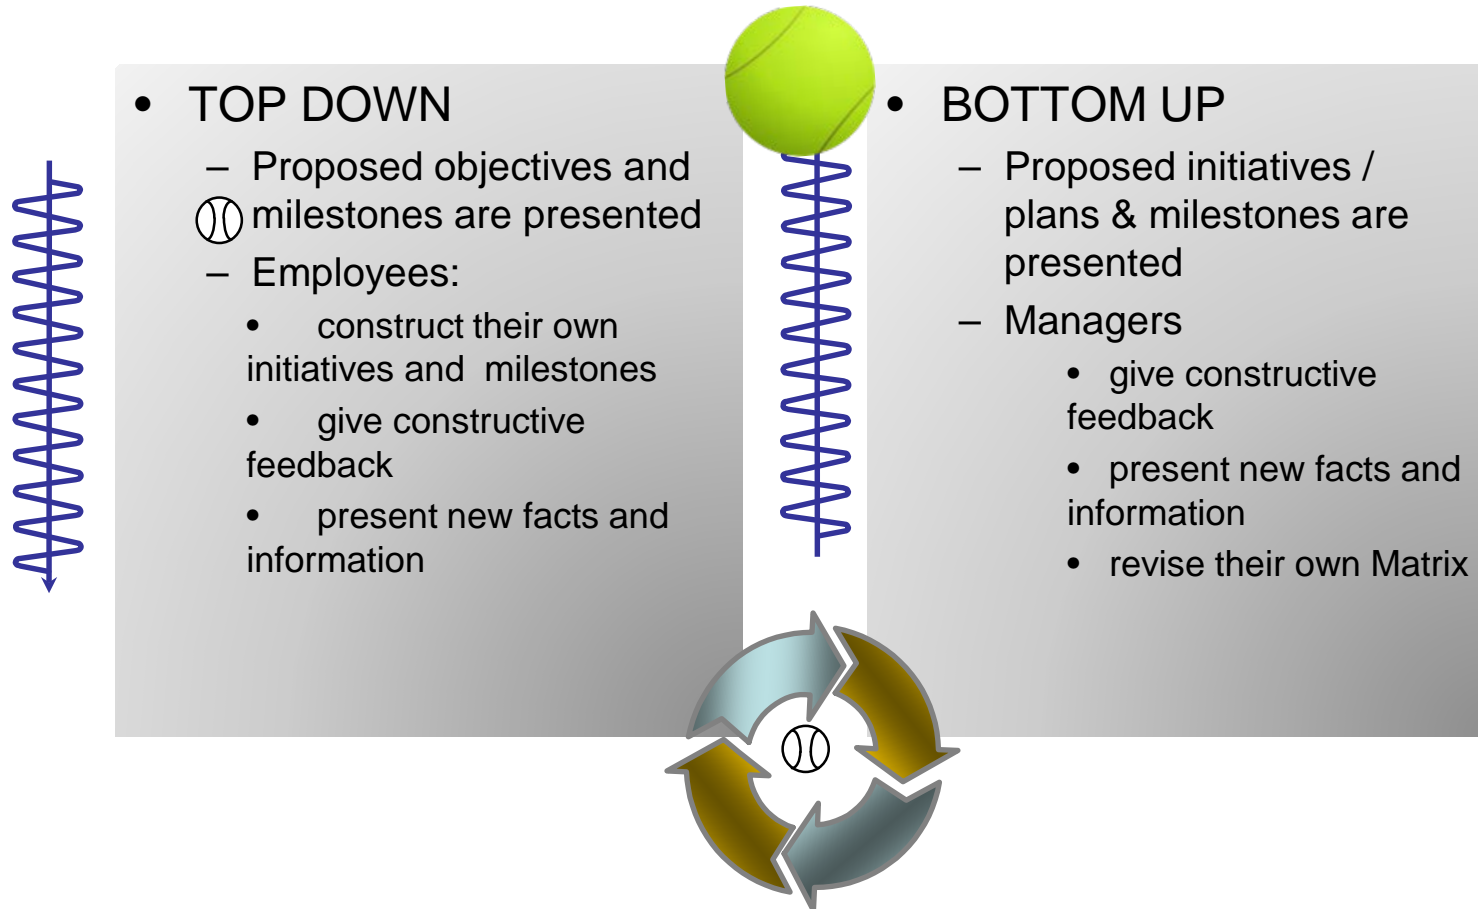 • TOP DOWN
– Proposed objectives and
milestones are presented
– Employees:
• construct their own
initiatives and milestones
• give constructive
feedback
• present new facts and
information
• BOTTOM UP
– Proposed initiatives /
plans & milestones are
presented
– Managers
• give constructive
feedback
• present new facts and
information
• revise their own Matrix